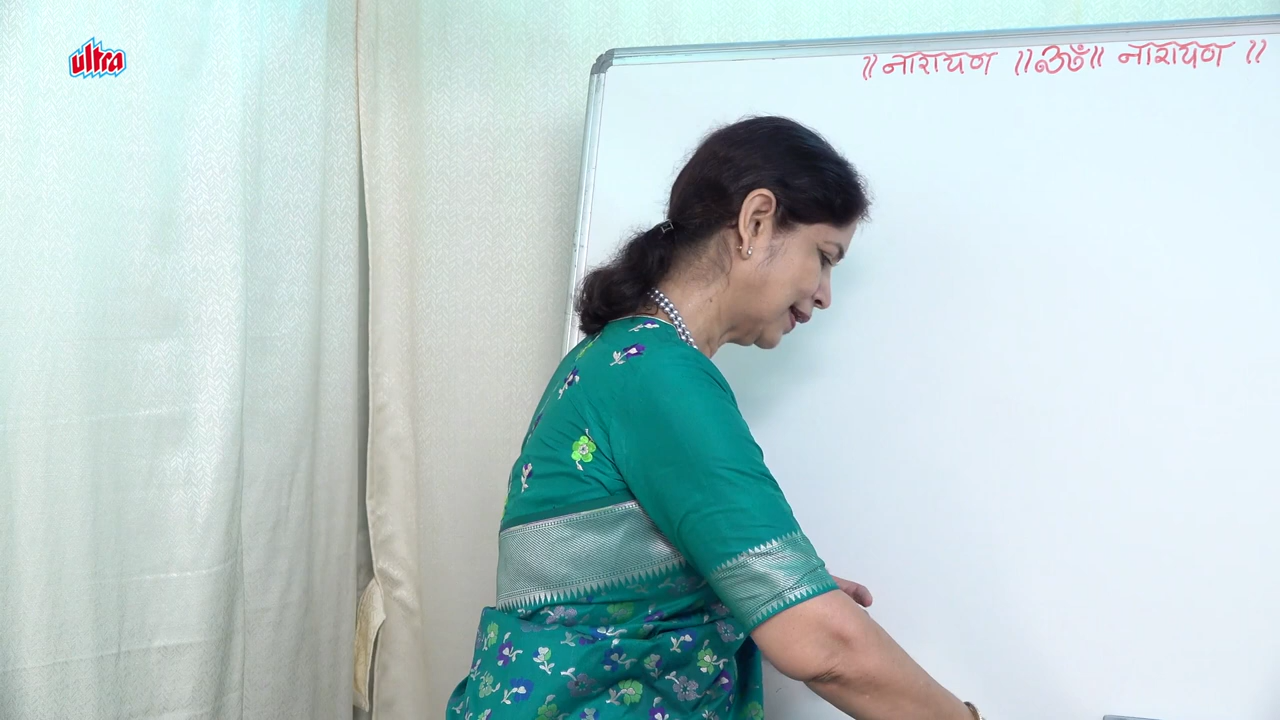 ultra
॥ नारायण ॥ ॐ ॥ नारायण ॥